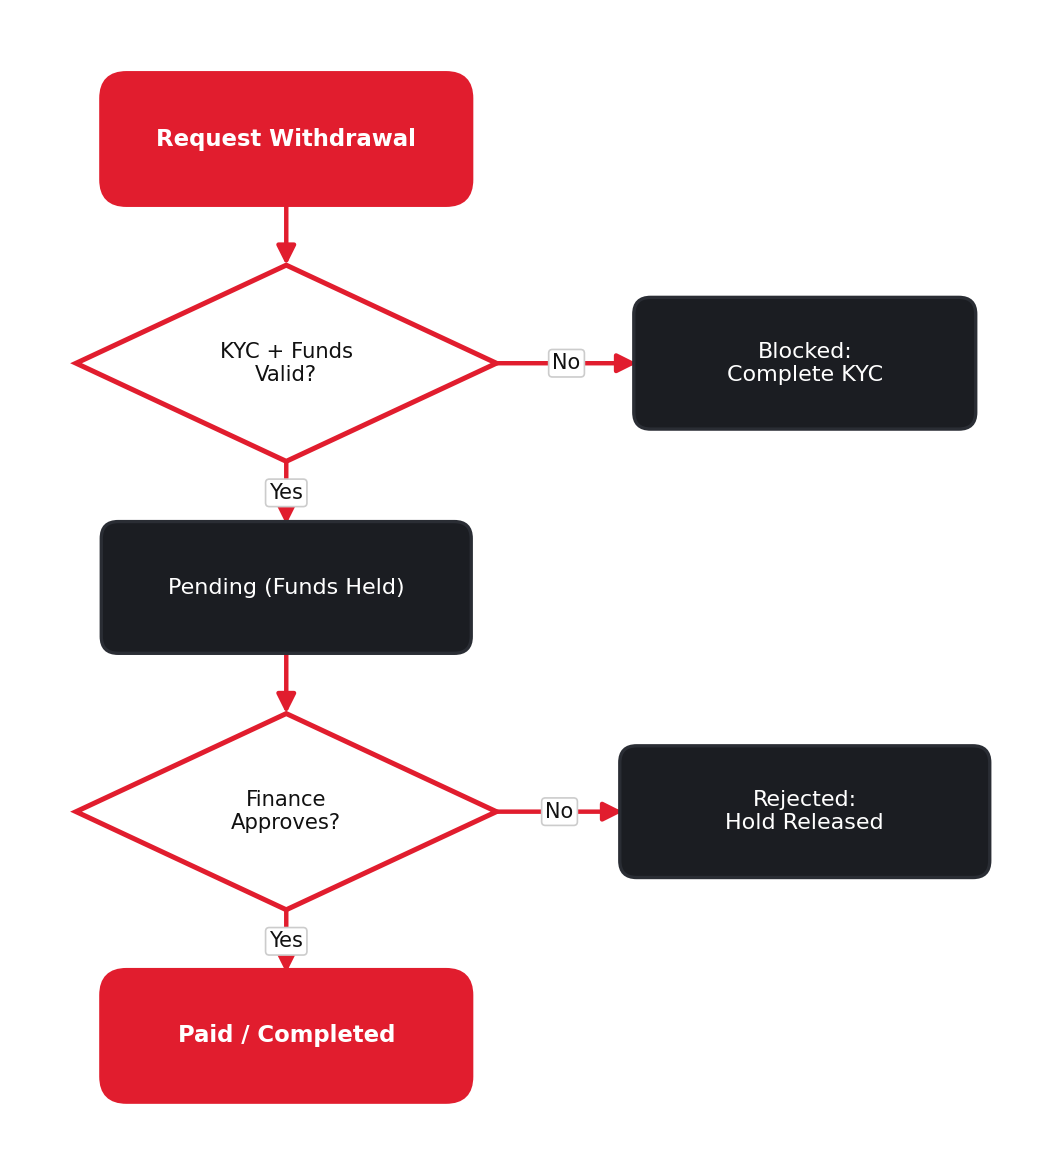 Request Withdrawal
KYC + Funds
Valid?
No
Blocked:
Complete KYC
Yes
Pending (Funds Held)
Finance
Approves?
No
Rejected:
Hold Released
Yes
Paid / Completed